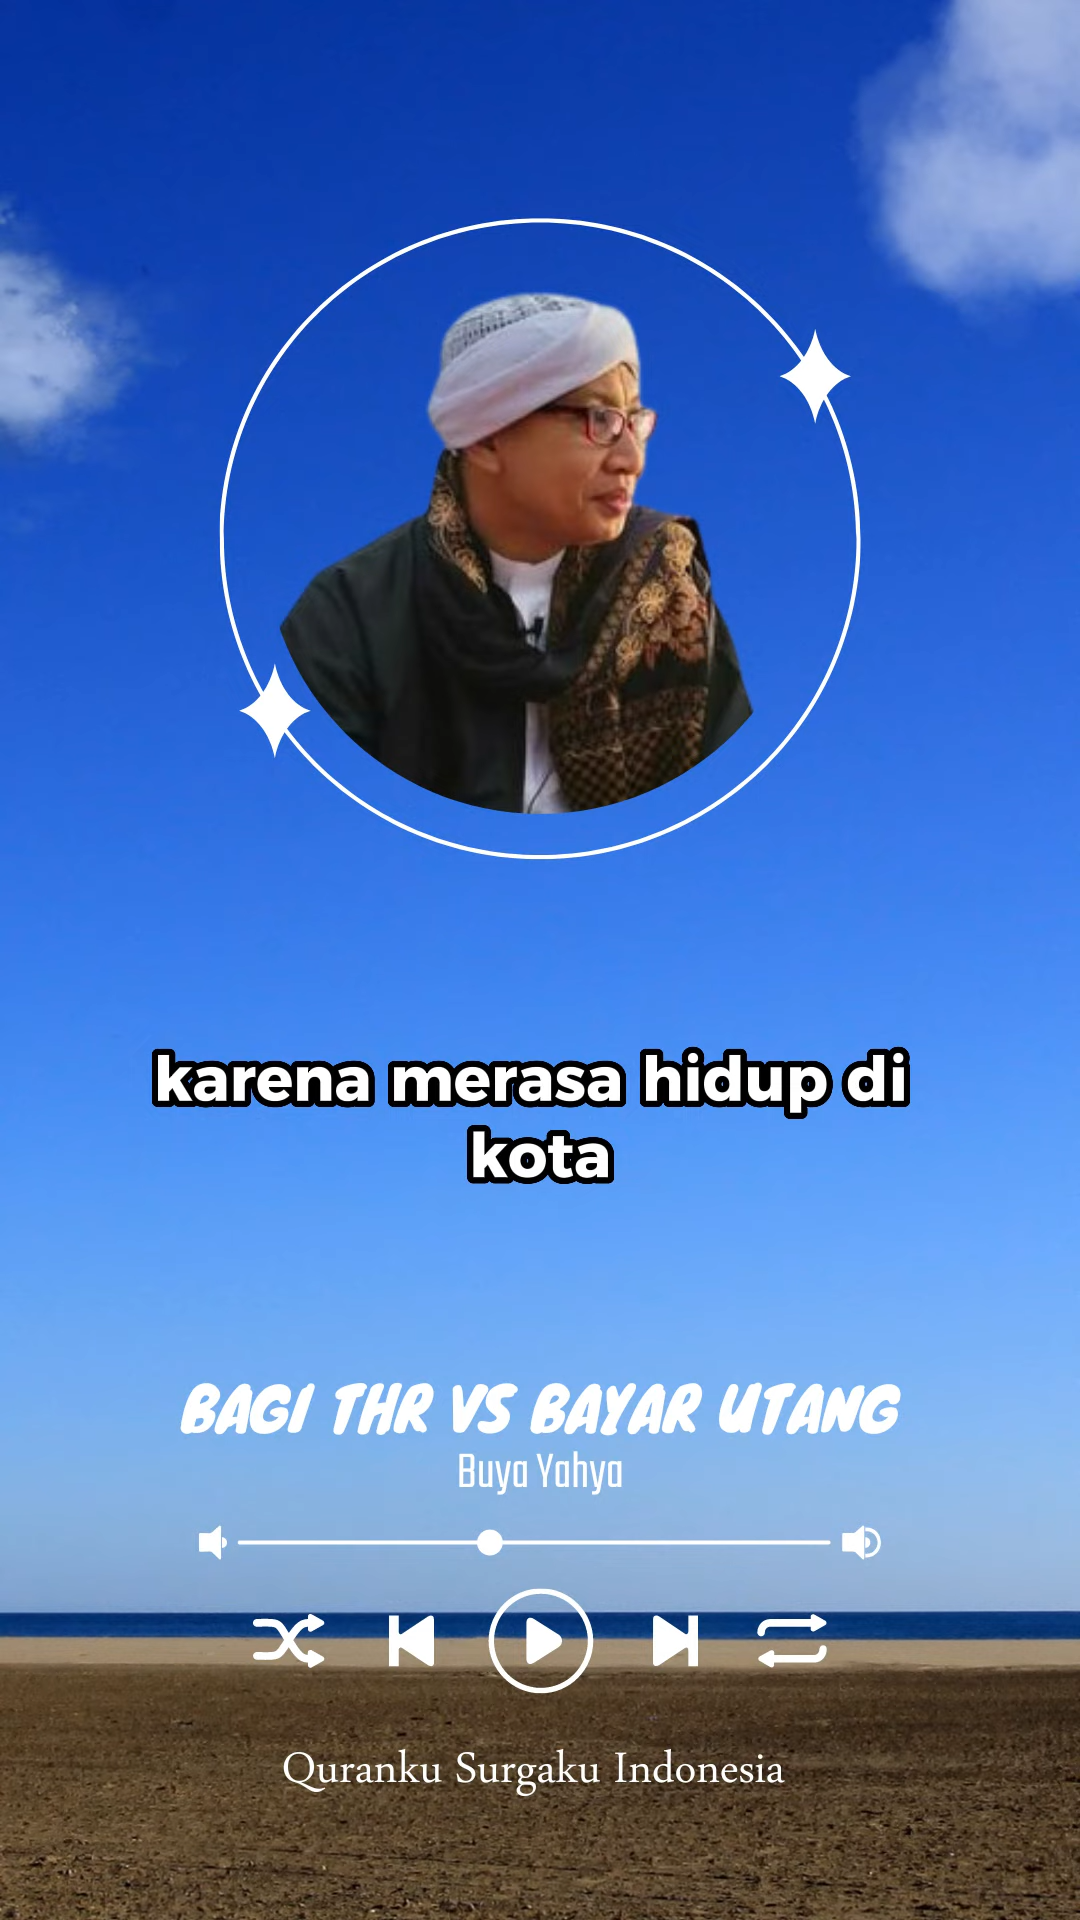 karena merasa hidup di
kota
BAGI THR VS BAYAR UTANG
Buya Yahya
Quranku Surgaku Indonesia